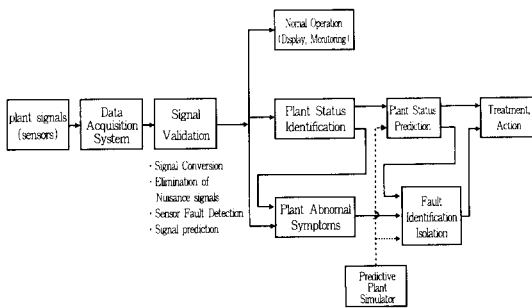 Nomal Operation
(Display, Monitoring)
plant signals
(sensors)
Data
Acquisition
System
Signal
Validation
Plant Status
Identification
Plant Status
Prediction
Treatment,
Action
· Signal Conversion
· Elimination of
Nuisance signals
· Sensor Fault Detection
· Signal prediction
Plant Abnomal
Symptoms
Fault
Identification
Isolation
Predictive
Plant
Simulator